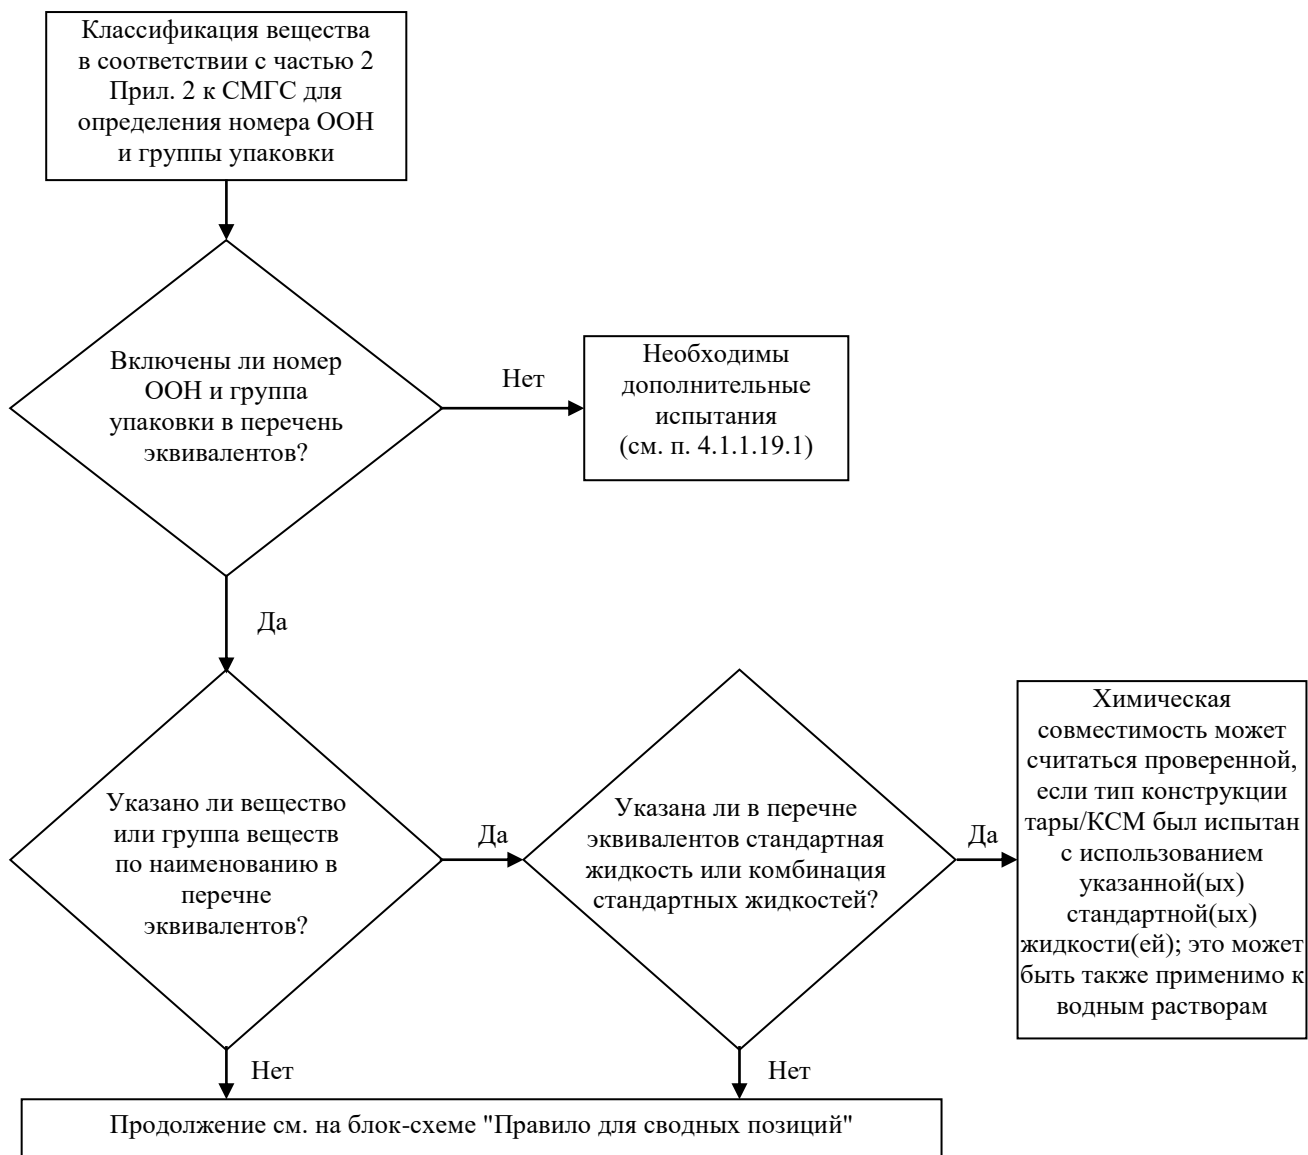 Классификация вещества
в соответствии с частью 2
Прил. 2 к СМГС для
определения номера ООН
и группы упаковки
Включены ли номер
ООН и группа
упаковки в перечень
эквивалентов?
Нет
Необходимы
дополнительные
испытания
(см. п. 4.1.1.19.1)
Да
Указано ли вещество
или группа веществ
по наименованию в
перечне
эквивалентов?
Да
Указана ли в перечне
эквивалентов стандартная
жидкость или комбинация
стандартных жидкостей?
Да
Химическая
совместимость может
считаться проверенной,
если тип конструкции
тары/КСМ был испытан
с использованием
указанной(ых)
стандартной(ых)
жидкости(ей); это может
быть также применимо к
водным растворам
Нет
Нет
Продолжение см. на блок-схеме "Правило для сводных позиций"